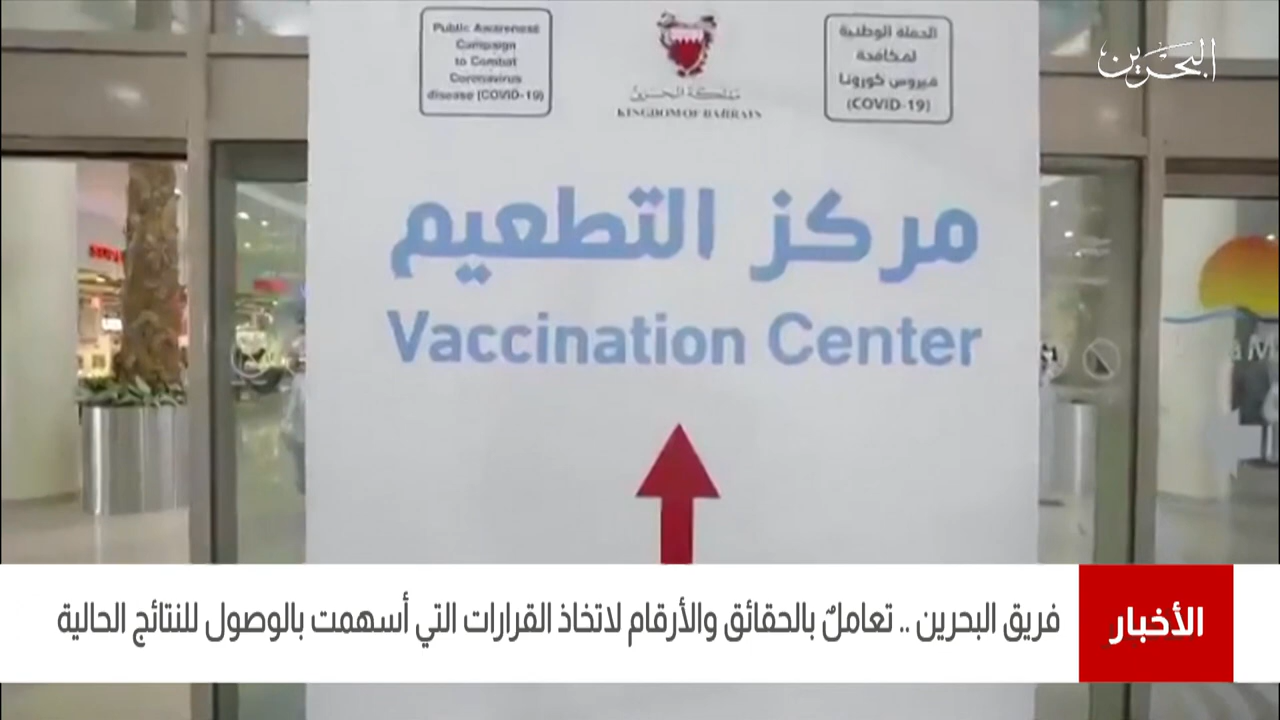 Public Awareness
Campaign
to Combat
Coronavirus
disease (COVID-19)
مملكة البحرين
KINGDOM OF BAHRAIN
الحملة الوطنية
لمكافحة
فيروس كورونا
(COVID-19)
البحرين
مركز التطعيم
Vaccination Center
الأخبار
فريق البحرين .. تعاملٌ بالحقائق والأرقام لاتخاذ القرارات التي أسهمت بالوصول للنتائج الحالية